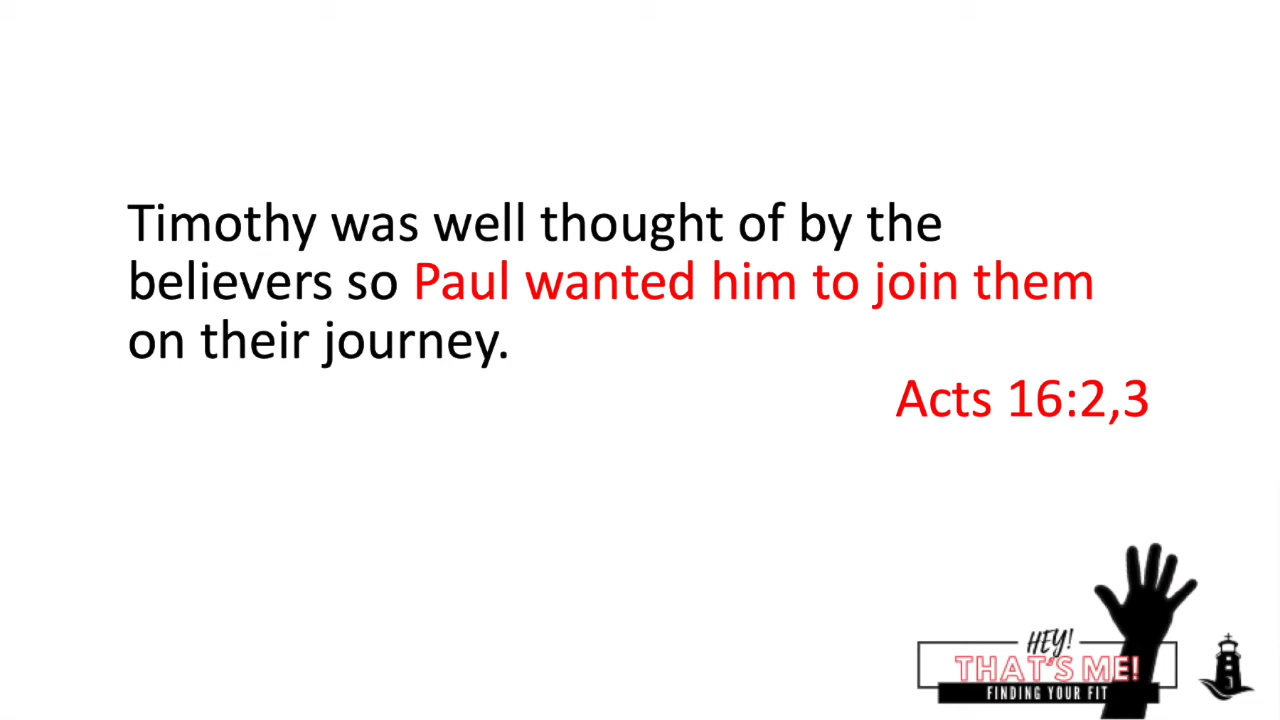 Timothy was well thought of by the
believers so Paul wanted him to join them
on their journey.
Acts 16:2,3
HEY!
THAT'S ME!
FINDING YOUR FIT